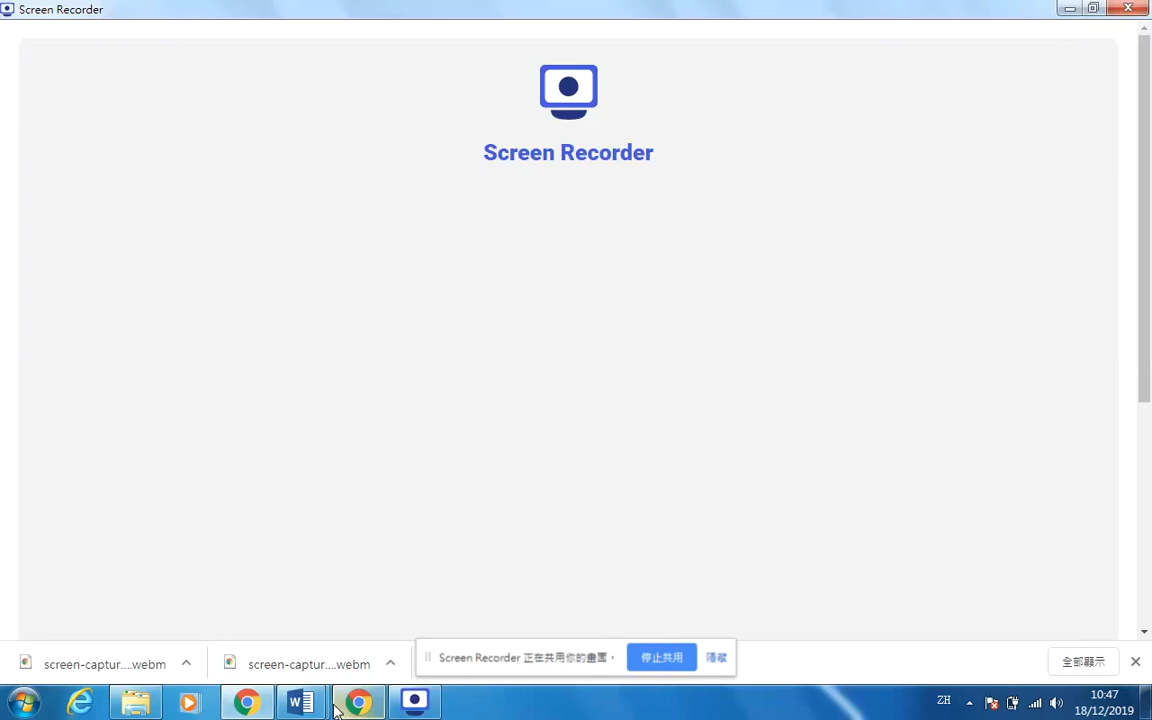 Screen Recorder
Screen Recorder
screen-captur....webm
screen-captur....webm
Screen Recorder 正在共用你的畫面。
停止共用
隱藏
全部顯示
ZH
10:47
18/12/2019